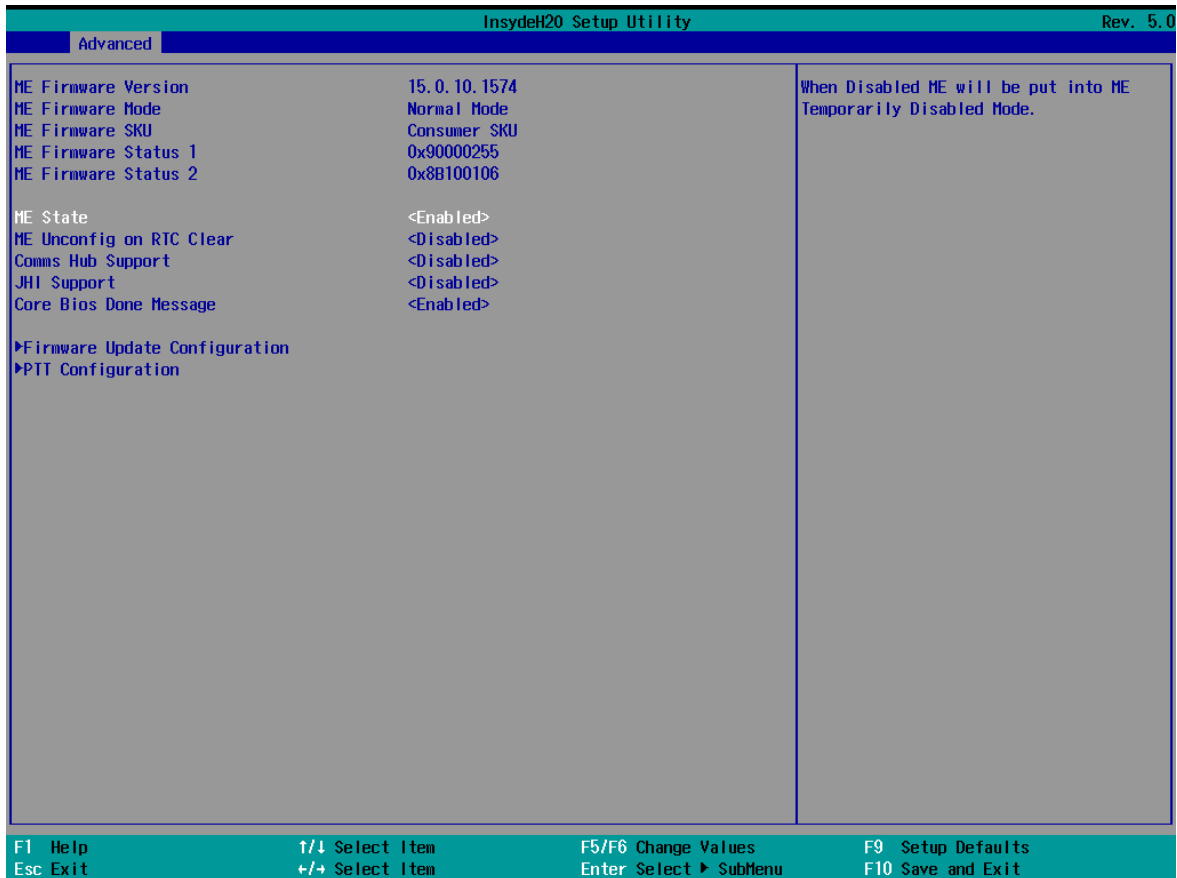 InsydeH20 Setup Utility Rev. 5.0
Advanced
ME Firmware Version 15.0.10.1574
ME Firmware Mode Normal Mode
ME Firmware SKU Consumer SKU
ME Firmware Status 1 0x90000255
ME Firmware Status 2 0x8B100106
ME State <Enabled>
ME Unconfig on RTC Clear <Disabled>
Comms Hub Support <Disabled>
JHI Support <Disabled>
Core Bios Done Message <Enabled>
▶Firmware Update Configuration
▶PTT Configuration
When Disabled ME will be put into ME
Temporarily Disabled Mode.
F1 Help ↑/↓ Select Item F5/F6 Change Values F9 Setup Defaults
Esc Exit ←/→ Select Item Enter Select ▶ SubMenu F10 Save and Exit